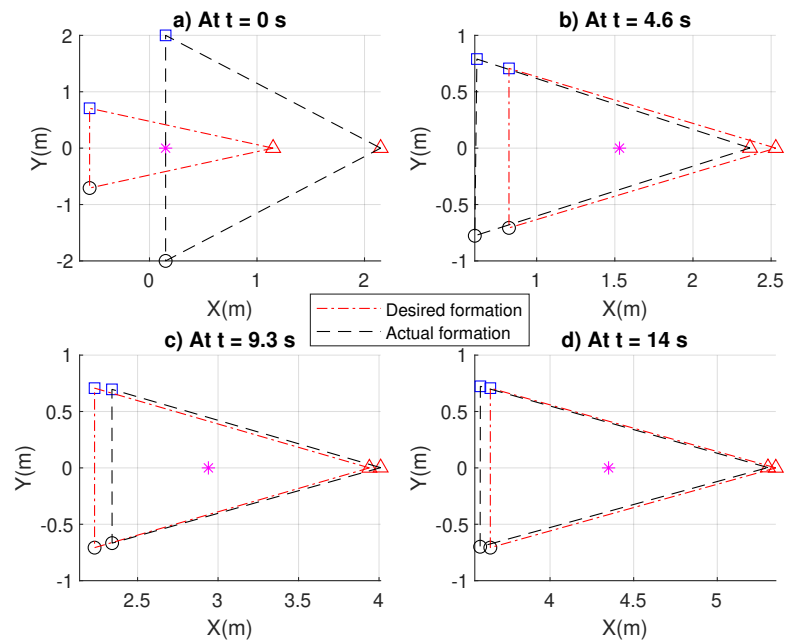 a) At t = 0 s
2
1
0
-1
-2
Y(m)
0
1
2
X(m)
b) At t = 4.6 s
1
0.5
0
-0.5
-1
Y(m)
1
1.5
2
2.5
X(m)
Desired formation
Actual formation
c) At t = 9.3 s
1
0.5
0
-0.5
-1
Y(m)
2.5
3
3.5
4
X(m)
d) At t = 14 s
1
0.5
0
-0.5
-1
Y(m)
4
4.5
5
X(m)